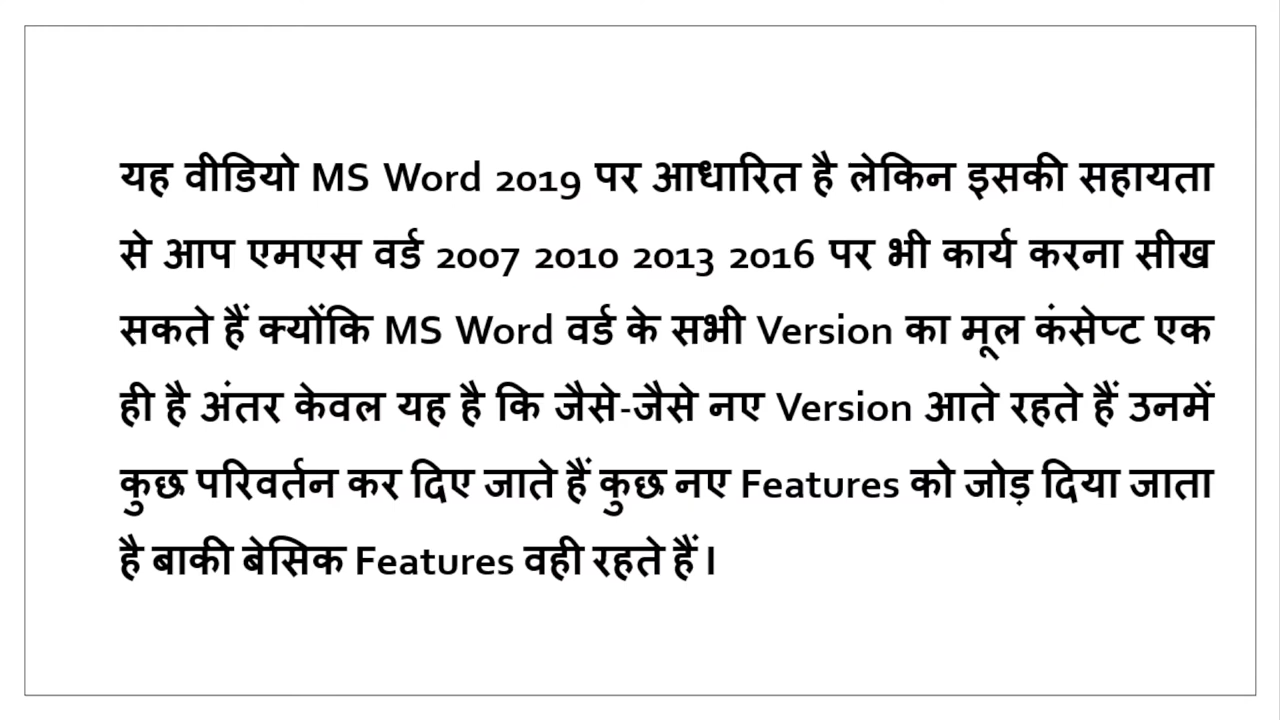 यह वीडियो MS Word 2019 पर आधारित है लेकिन इसकी सहायता
से आप एमएस वर्ड 2007 2010 2013 2016 पर भी कार्य करना सीख
सकते हैं क्योंकि MS Word वर्ड के सभी Version का मूल कंसेप्ट एक
ही है अंतर केवल यह है कि जैसे-जैसे नए Version आते रहते हैं उनमें
कुछ परिवर्तन कर दिए जाते हैं कुछ नए Features को जोड़ दिया जाता
है बाकी बेसिक Features वही रहते हैं I